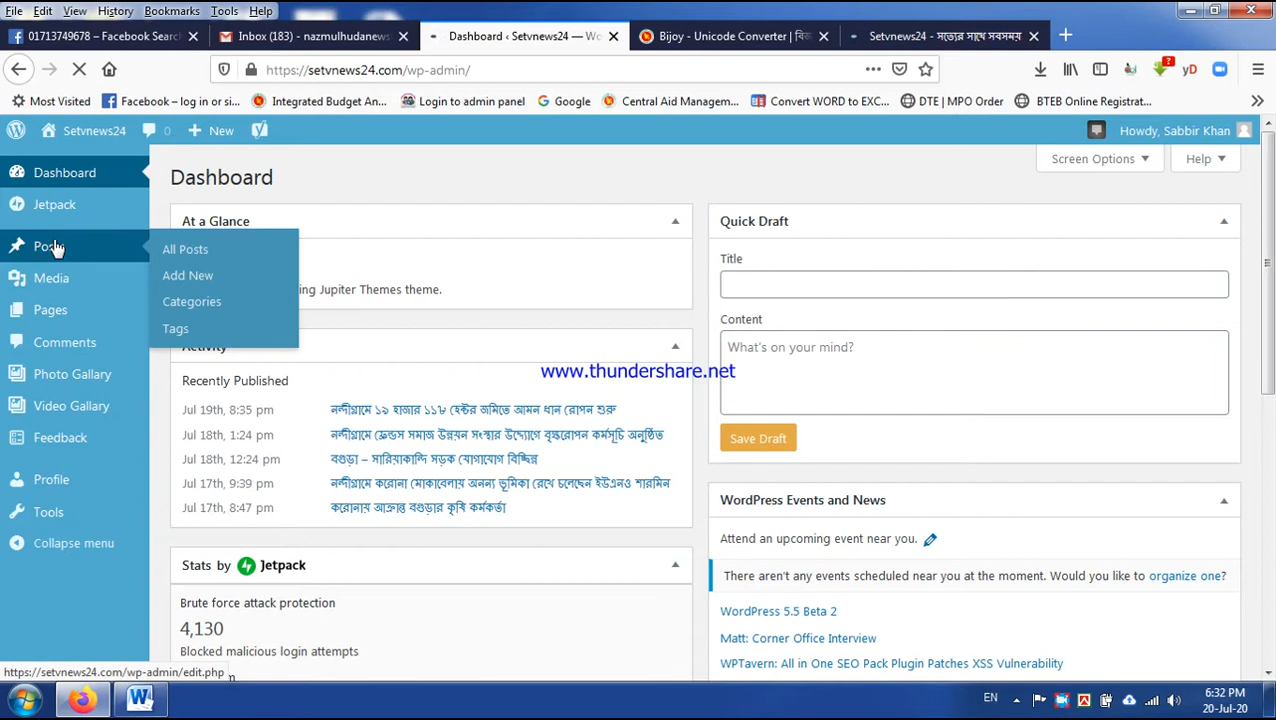 File Edit View History Bookmarks Tools Help
01713749678 – Facebook Search
Inbox (183) - nazmulhudanews
Dashboard ‹ Setvnews24 — Wo
Bijoy - Unicode Converter | বিজ
Setvnews24 - সত্যের সাথে সবসময়
https://setvnews24.com/wp-admin/
Most Visited
Facebook – log in or si...
Integrated Budget An...
Login to admin panel
Google
Central Aid Managem...
Convert WORD to EXC...
DTE | MPO Order
BTEB Online Registrat...
Setvnews24 0 New
Howdy, Sabbir Khan
Dashboard
Jetpack
Posts
Media
Pages
Comments
Photo Gallery
Video Gallery
Feedback
Profile
Tools
Collapse menu
All Posts
Add New
Categories
Tags
Screen Options Help
Dashboard
At a Glance
ing Jupiter Themes theme.
Activity
Recently Published
Jul 19th, 8:35 pm নন্দীগ্রামে ১৯ হাজার ১১৮ হেক্টর জমিতে আমন ধান রোপন শুরু
Jul 18th, 1:24 pm নন্দীগ্রামে ফ্রেন্ডস সমাজ উন্নয়ন সংস্থার উদ্দ্যোগে বৃক্ষরোপন কর্মসূচি অনুষ্ঠিত
Jul 18th, 12:24 pm বগুড়া – সারিয়াকান্দি সড়ক যোগাযোগ বিচ্ছিন্ন
Jul 17th, 9:39 pm নন্দীগ্রামে করোনা মোকাবেলায় অনন্য ভূমিকা রেখে চলেছেন ইউএনও শারমিন
Jul 17th, 8:47 pm করোনায় আক্রান্ত বগুড়ার কৃষি কর্মকর্তা
Stats by Jetpack
Brute force attack protection
4,130
Blocked malicious login attempts
Quick Draft
Title
Content
What's on your mind?
www.thundershare.net
Save Draft
WordPress Events and News
Attend an upcoming event near you.
There aren't any events scheduled near you at the moment. Would you like to organize one?
WordPress 5.5 Beta 2
Matt: Corner Office Interview
WPTavern: All in One SEO Pack Plugin Patches XSS Vulnerability
https://setvnews24.com/wp-admin/edit.php
EN
6:32 PM
20-Jul-20